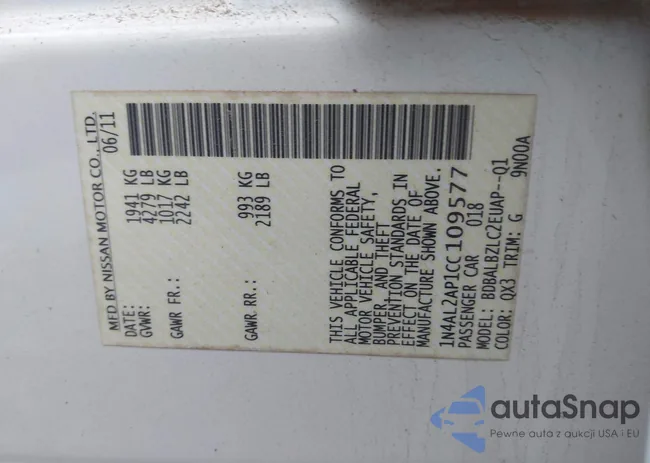 MFD BY NISSAN MOTOR CO., LTD.
DATE: 06/11
GVWR: 1941 KG
4279 LB
GAWR FR.: 1017 KG
2242 LB
GAWR RR.: 993 KG
2189 LB
THIS VEHICLE CONFORMS TO
ALL APPLICABLE FEDERAL
MOTOR VEHICLE SAFETY,
BUMPER, AND THEFT
PREVENTION STANDARDS IN
EFFECT ON THE DATE OF
MANUFACTURE SHOWN ABOVE.
1N4AL2AP1CC109577
PASSENGER CAR 018
MODEL: BDBALBZLC2EUAP--Q1
COLOR: QX3 TRIM: G 9N00A
autaSnap
Pewne auta z aukcji USA i EU